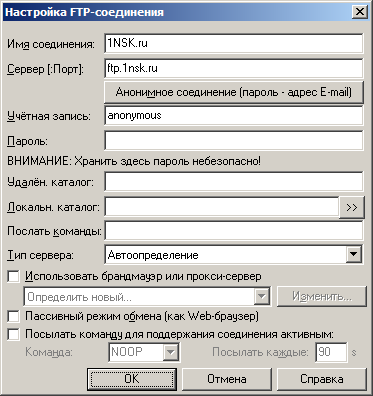 Настройка FTP-соединения
Имя соединения: 1NSK.ru
Сервер [:Порт]: ftp.1nsk.ru
Анонимное соединение (пароль - адрес E-mail)
Учётная запись: anonymous
Пароль:
ВНИМАНИЕ: Хранить здесь пароль небезопасно!
Удалён. каталог:
Локальн. каталог: >>
Послать команды:
Тип сервера: Автоопределение
Использовать брандмауэр или прокси-сервер
Определить новый... Изменить...
Пассивный режим обмена (как Web-браузер)
Посылать команду для поддержания соединения активным:
Команда: NOOP Посылать каждые: 90 s
OK Отмена Справка